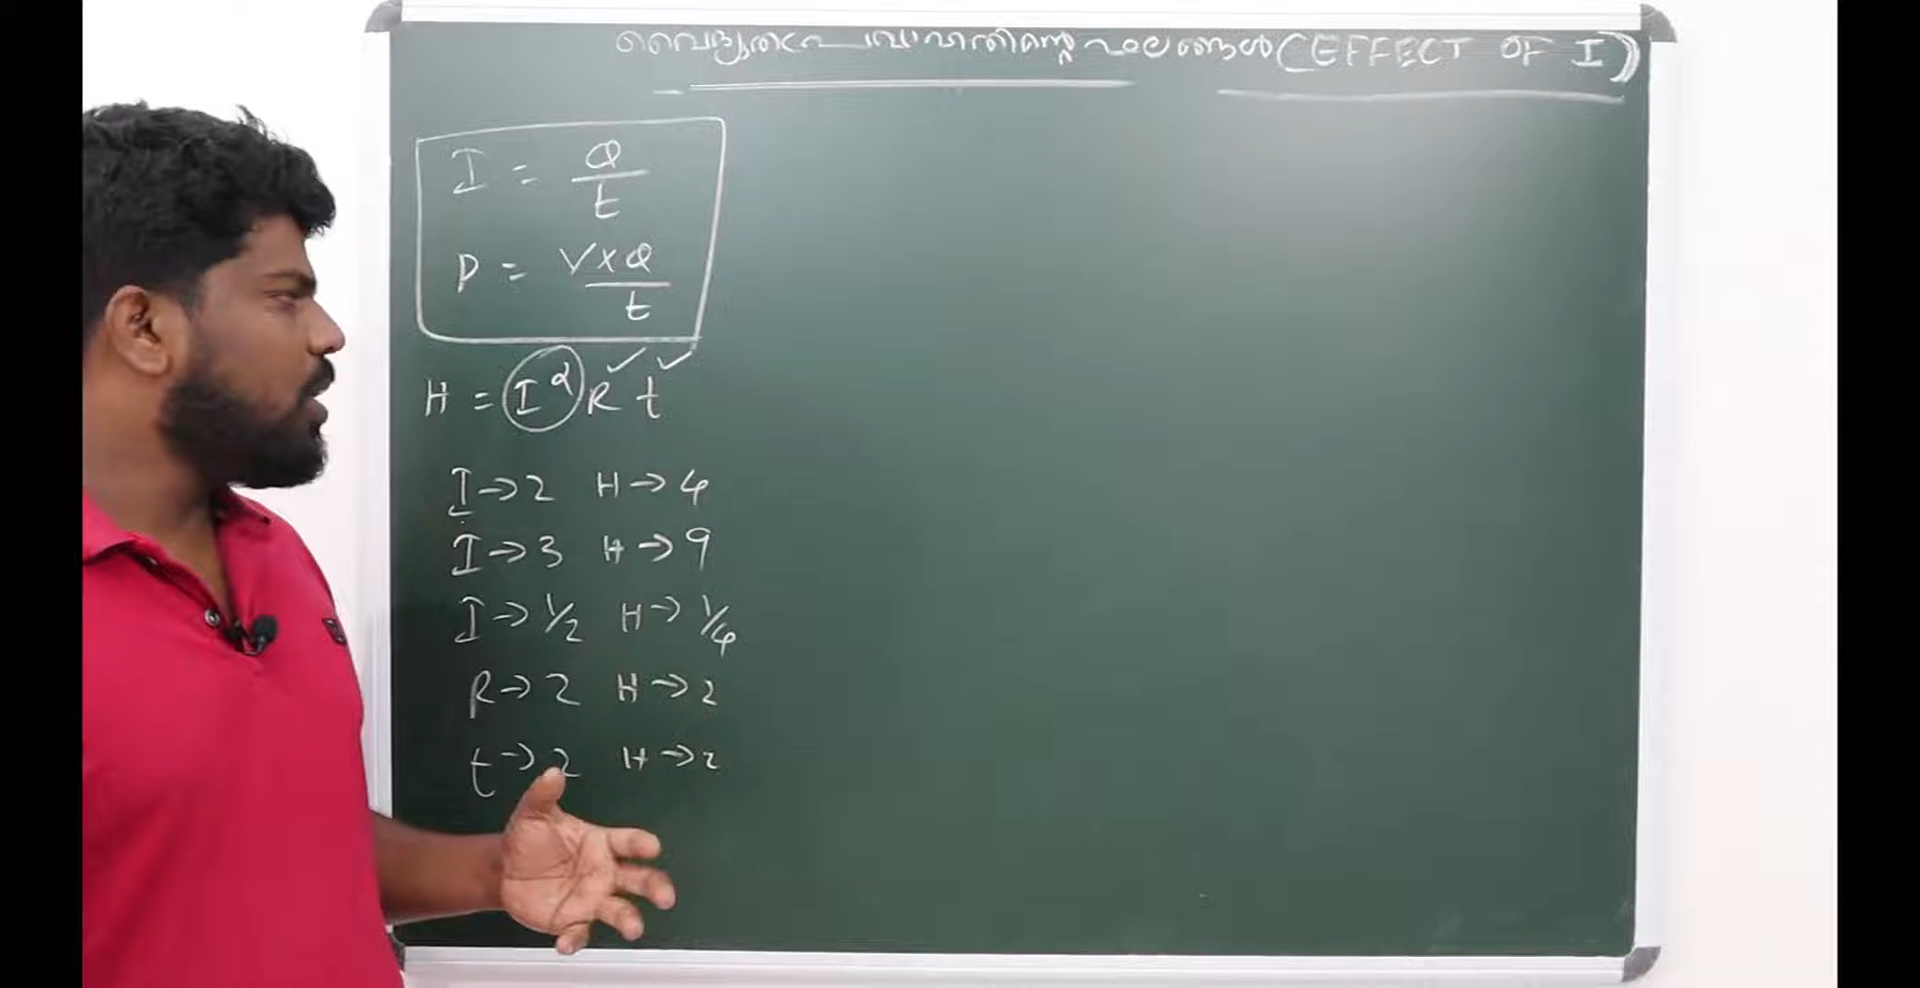 വൈദ്യുതപ്രവാഹത്തിന്റെ ഫലങ്ങൾ (EFFECT OF I)
I = Q/t
P = V×Q/t
H = I² R t
I → 2 H → 4
I → 3 H → 9
I → 1/2 H → 1/4
R → 2 H → 2
t → 2 H → 2